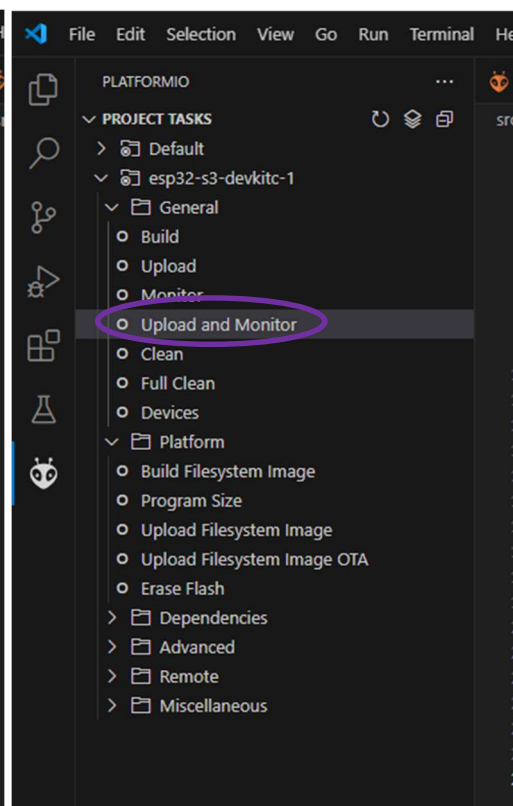 File Edit Selection View Go Run Terminal He
PLATFORMIO
PROJECT TASKS
src
Default
esp32-s3-devkitc-1
General
Build
Upload
Monitor
Upload and Monitor
Clean
Full Clean
Devices
Platform
Build Filesystem Image
Program Size
Upload Filesystem Image
Upload Filesystem Image OTA
Erase Flash
Dependencies
Advanced
Remote
Miscellaneous